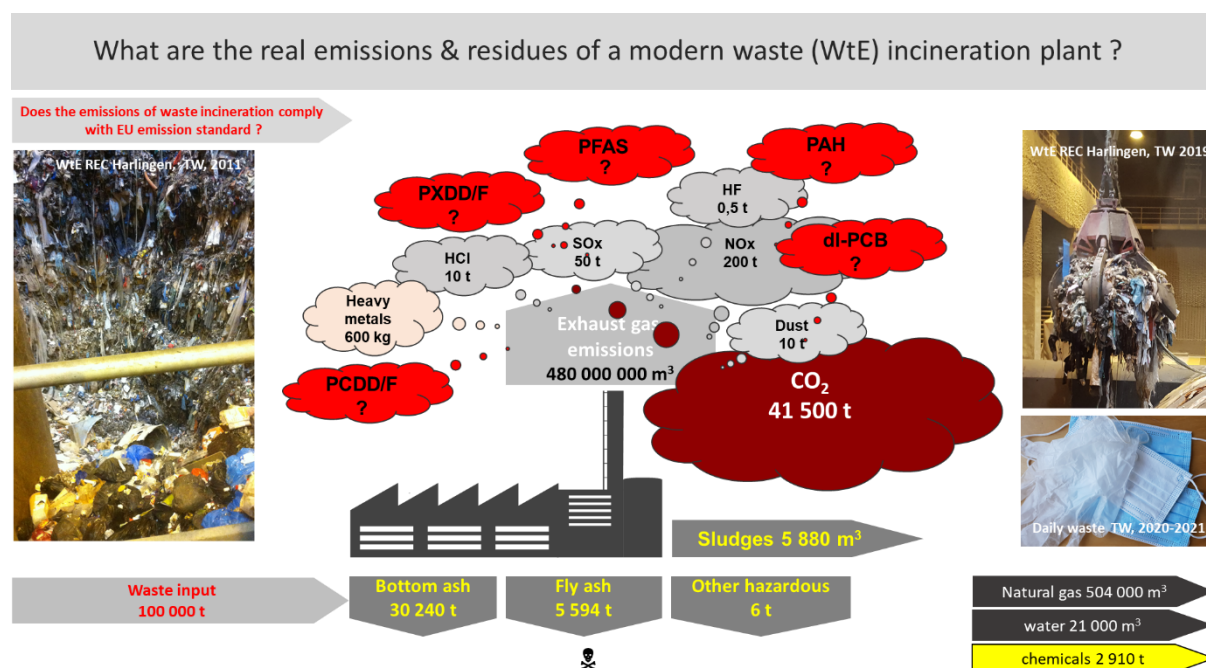 What are the real emissions & residues of a modern waste (WtE) incineration plant ?
Does the emissions of waste incineration comply
with EU emission standard ?
WtE REC Harlingen, TW, 2011
PFAS
?
PAH
?
WtE REC Harlingen, TW 2019
PXDD/F
?
HF
0,5 t
HCl
10 t
SOx
50 t
NOx
200 t
dl-PCB
?
Heavy
metals
600 kg
Exhaust gas
emissions
480 000 000 m³
Dust
10 t
PCDD/F
?
CO₂
41 500 t
Daily waste TW, 2020-2021
Sludges 5 880 m³
Waste input
100 000 t
Bottom ash
30 240 t
Fly ash
5 594 t
Other hazardous
6 t
Natural gas 504 000 m³
water 21 000 m³
chemicals 2 910 t